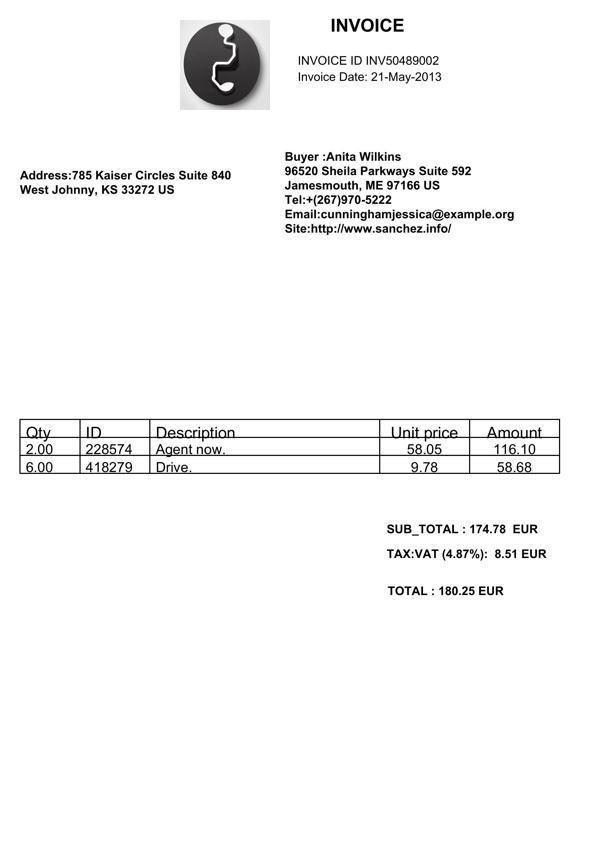 INVOICE
INVOICE ID INV50489002
Invoice Date: 21-May-2013
Address:785 Kaiser Circles Suite 840
West Johnny, KS 33272 US
Buyer :Anita Wilkins
96520 Sheila Parkways Suite 592
Jamesmouth, ME 97166 US
Tel:+(267)970-5222
Email:cunninghamjessica@example.org
Site:http://www.sanchez.info/
Qty ID Description Unit price Amount
2.00 228574 Agent now. 58.05 116.10
6.00 418279 Drive. 9.78 58.68
SUB_TOTAL : 174.78 EUR
TAX:VAT (4.87%): 8.51 EUR
TOTAL : 180.25 EUR